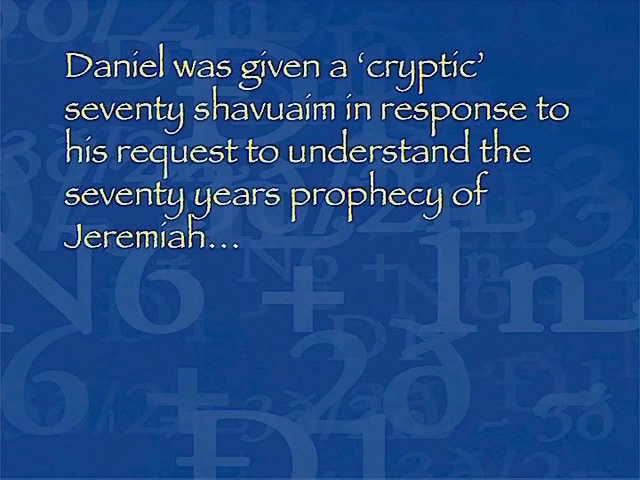 Daniel was given a ‘cryptic’
seventy shavuaim in response to
his request to understand the
seventy years prophecy of
Jeremiah…